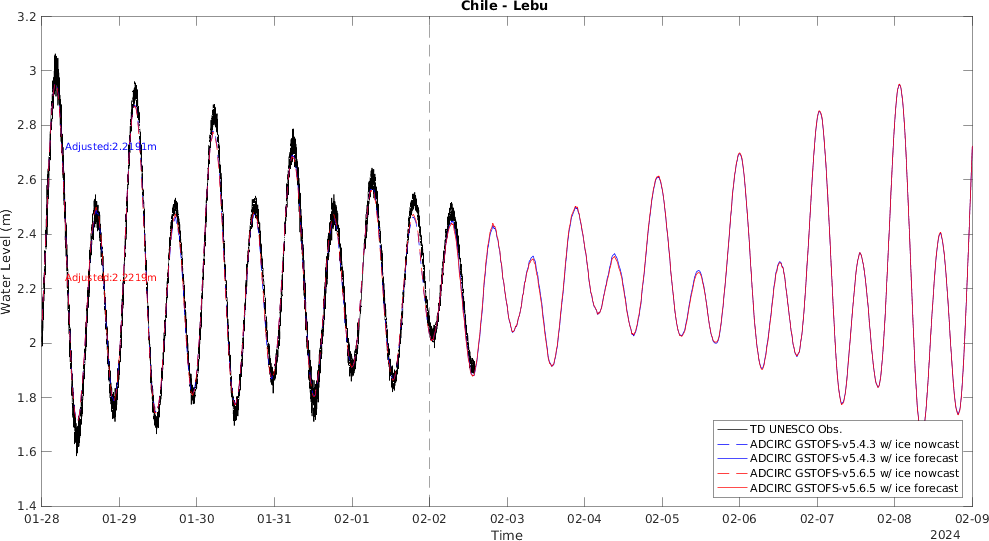 Chile - Lebu
Water Level (m)
3.2
3
2.8
2.6
2.4
2.2
2
1.8
1.6
1.4
Adjusted:2.2191m
Adjusted:2.2219m
TD UNESCO Obs.
ADCIRC GSTOFS-v5.4.3 w/ ice nowcast
ADCIRC GSTOFS-v5.4.3 w/ ice forecast
ADCIRC GSTOFS-v5.6.5 w/ ice nowcast
ADCIRC GSTOFS-v5.6.5 w/ ice forecast
01-28 01-29 01-30 01-31 02-01 02-02 02-03 02-04 02-05 02-06 02-07 02-08 02-09
Time
2024